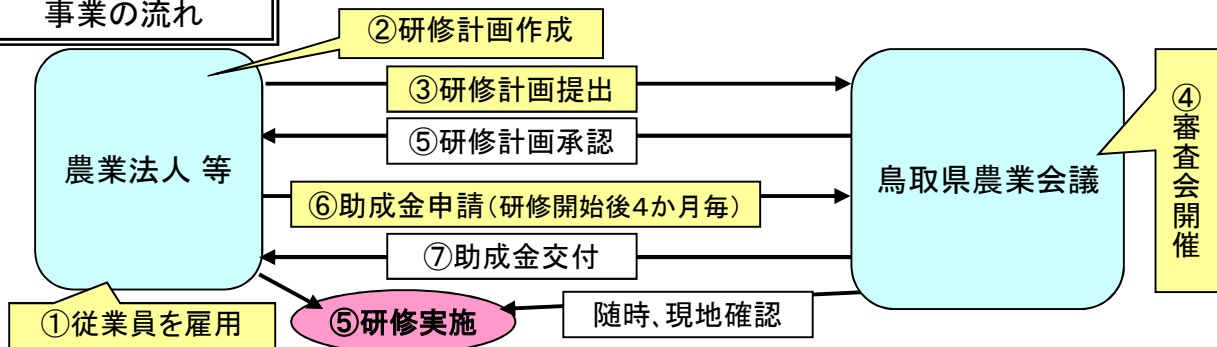 事業の流れ
②研修計画作成
③研修計画提出
④審査会開催
⑤研修計画承認
農業法人 等
鳥取県農業会議
⑥助成金申請(研修開始後4か月毎)
⑦助成金交付
①従業員を雇用
⑤研修実施
随時、現地確認